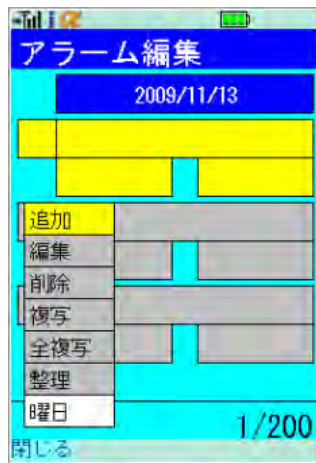 アラーム編集
2009/11/13
追加
編集
削除
複写
全複写
整理
曜日
1/200
閉じる